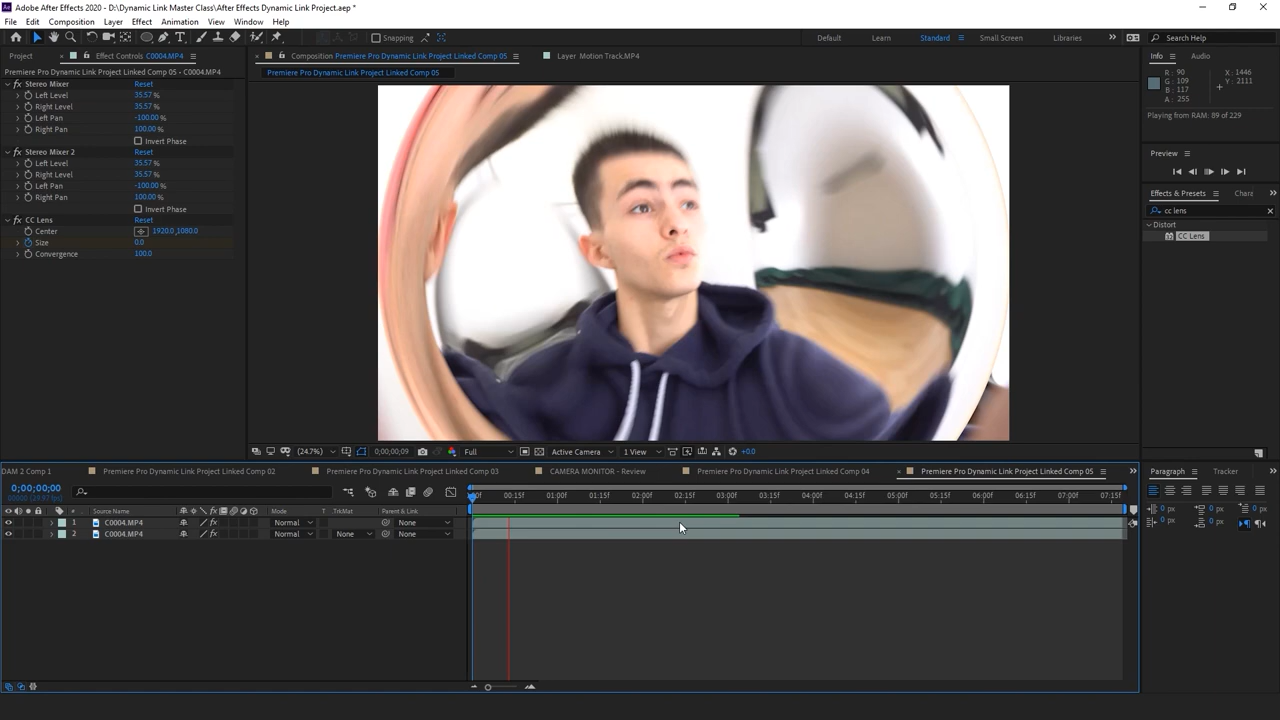 Adobe After Effects 2020 - D:\Dynamic Link Master Class\After Effects Dynamic Link Project.aep *
File Edit Composition Layer Effect Animation View Window Help
Snapping Default Learn Standard Small Screen Libraries Search Help
Project Effect Controls C0004.MP4 Composition Premiere Pro Dynamic Link Project Linked Comp 05 Layer Motion Track.MP4 Info Audio
Premiere Pro Dynamic Link Project Linked Comp 05 • C0004.MP4 Premiere Pro Dynamic Link Project Linked Comp 05
R : 90 X : 1446
G : 109 Y : 2111
B : 117
A : 255
Playing from RAM: 89 of 229
fx Stereo Mixer Reset
Left Level 35.57 %
Right Level 35.57 %
Left Pan -100.00 %
Right Pan 100.00 %
Invert Phase
fx Stereo Mixer 2 Reset
Left Level 35.57 %
Right Level 35.57 %
Left Pan -100.00 %
Right Pan 100.00 %
Invert Phase
fx CC Lens Reset
Center 1920.0,1080.0
Size 0.0
Convergence 100.0
Preview
Effects & Presets Chara
cc lens
Distort
CC Lens
(24.7%) 0;00;00;09 Full Active Camera 1 View +0.0
DAM 2 Comp 1 Premiere Pro Dynamic Link Project Linked Comp 02 Premiere Pro Dynamic Link Project Linked Comp 03 CAMERA MONITOR - Review Premiere Pro Dynamic Link Project Linked Comp 04 Premiere Pro Dynamic Link Project Linked Comp 05
Paragraph Tracker
0;00;00;00
00000 (29.97 fps)
00f 00:15f 01:00f 01:15f 02:00f 02:15f 03:00f 03:15f 04:00f 04:15f 05:00f 05:15f 06:00f 06:15f 07:00f 07:15f
# Source Name Mode T TrkMat Parent & Link
1 C0004.MP4 Normal None
2 C0004.MP4 Normal None None
0 px 0 px 0 px
0 px 0 px